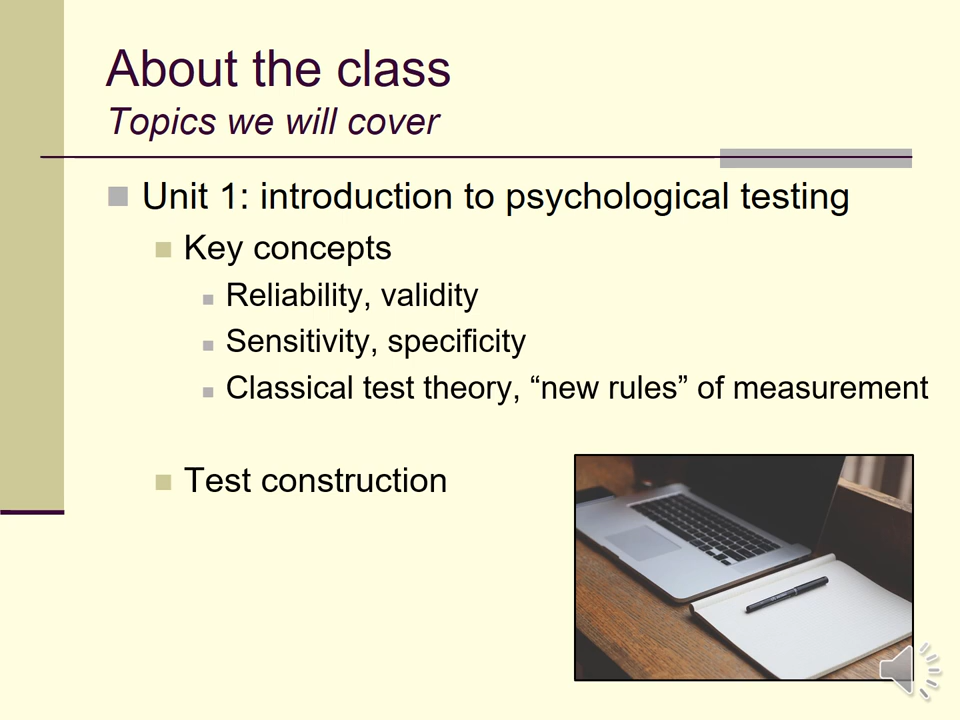 About the class
Topics we will cover
Unit 1: introduction to psychological testing
Key concepts
Reliability, validity
Sensitivity, specificity
Classical test theory, “new rules” of measurement
Test construction